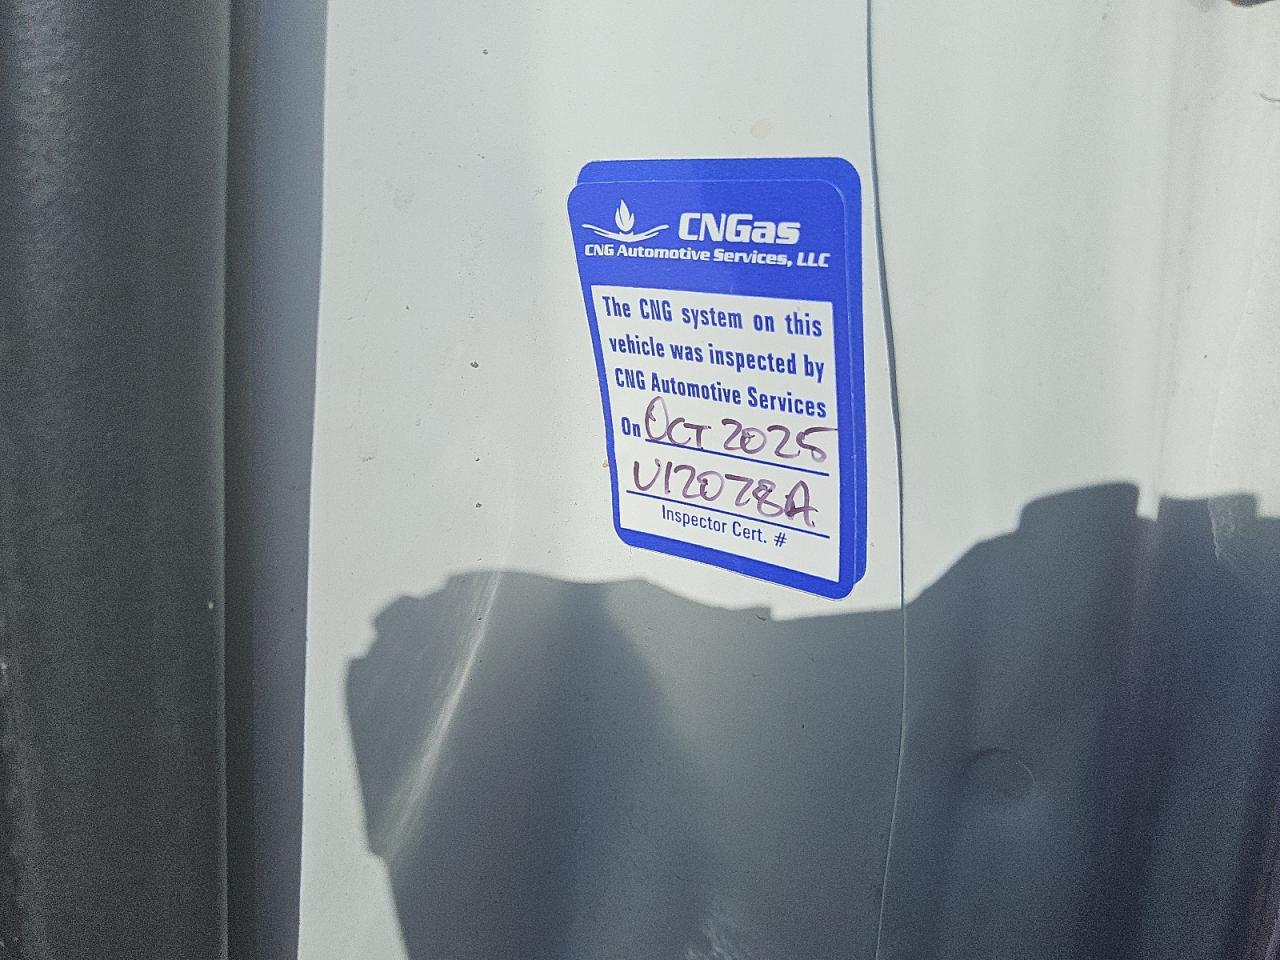 CNGas
CNG Automotive Services, LLC
The CNG system on this
vehicle was inspected by
CNG Automotive Services
On OCT 2025
U12078A
Inspector Cert. #